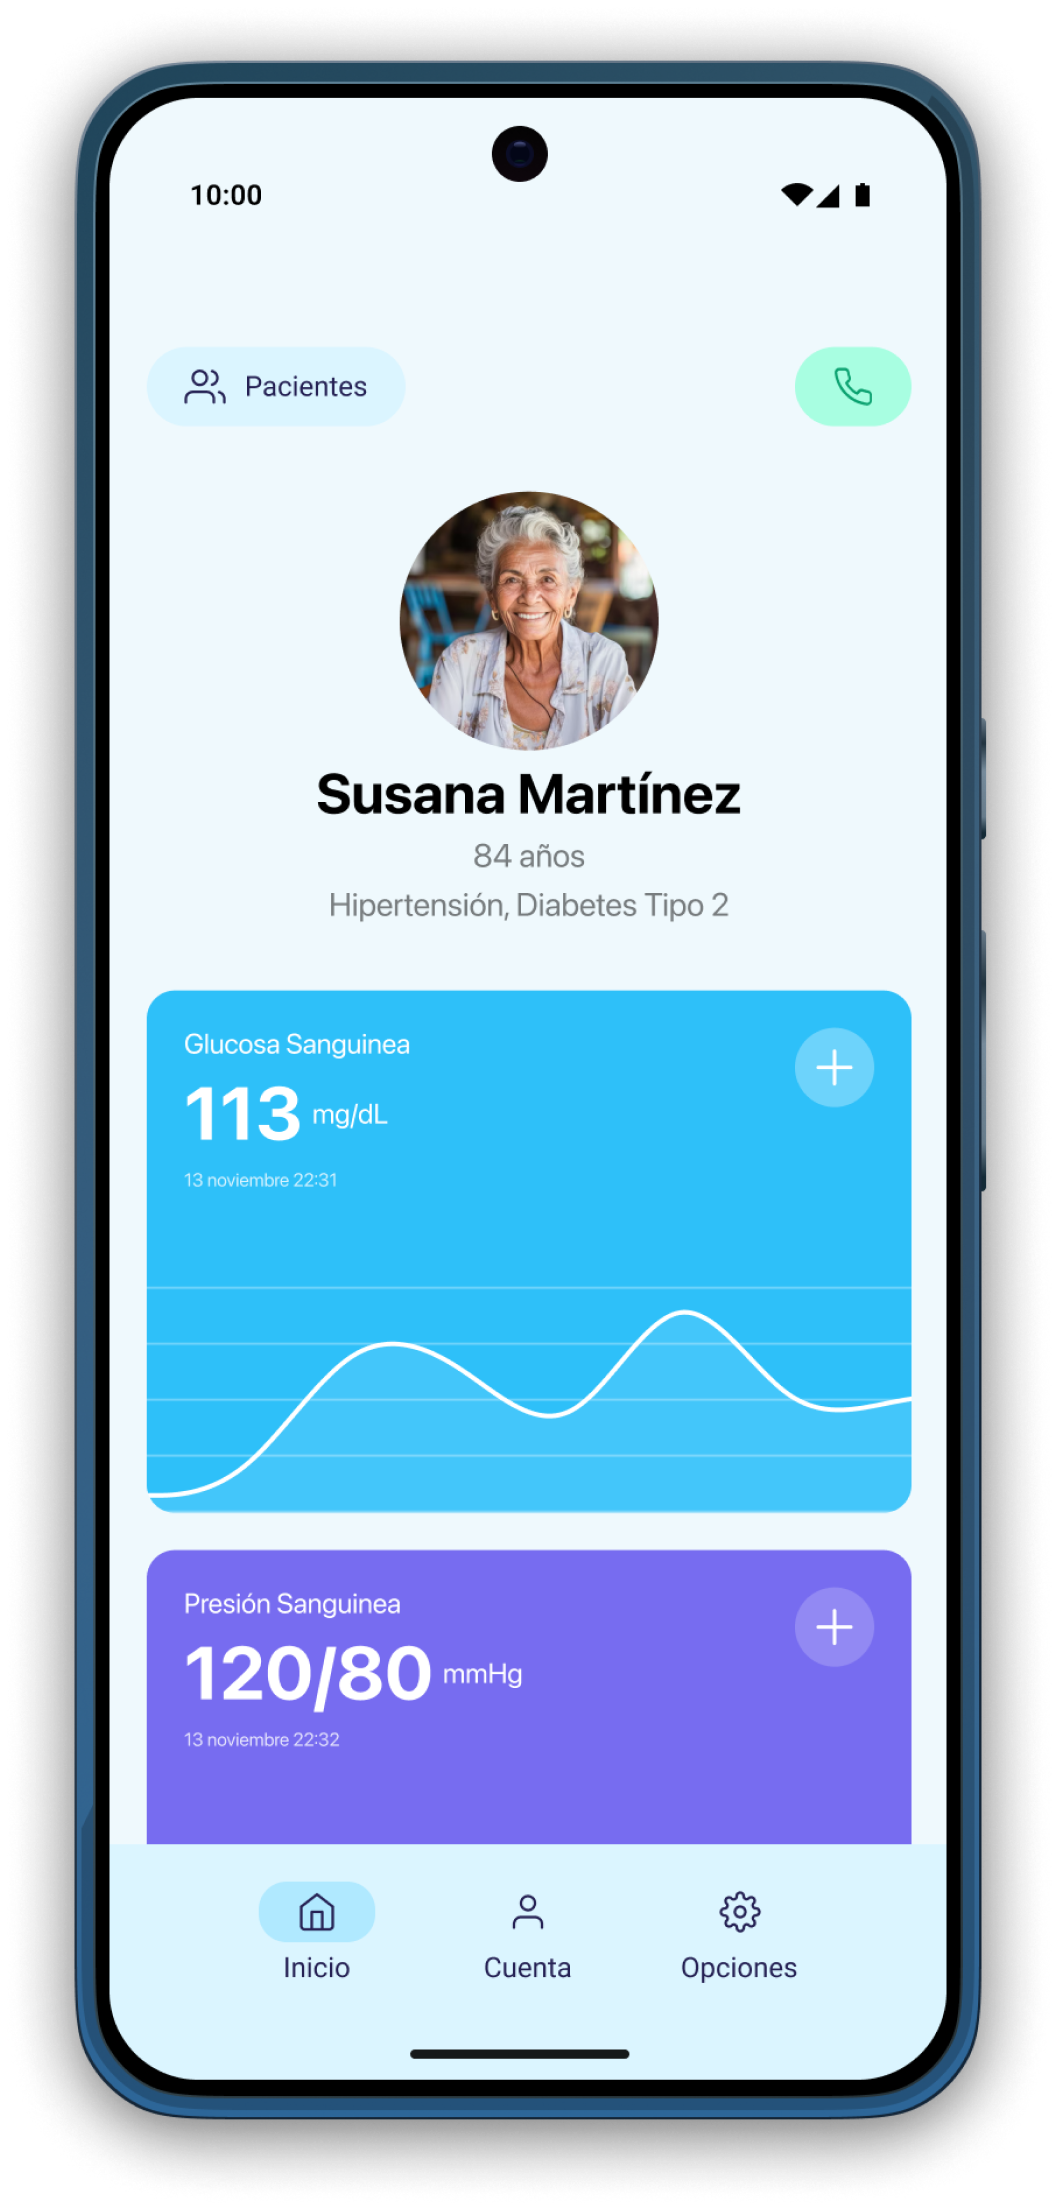 10:00
Pacientes
Susana Martínez
84 años
Hipertensión, Diabetes Tipo 2
Glucosa Sanguinea
113 mg/dL
13 noviembre 22:31
Presión Sanguinea
120/80 mmHg
13 noviembre 22:32
Inicio
Cuenta
Opciones